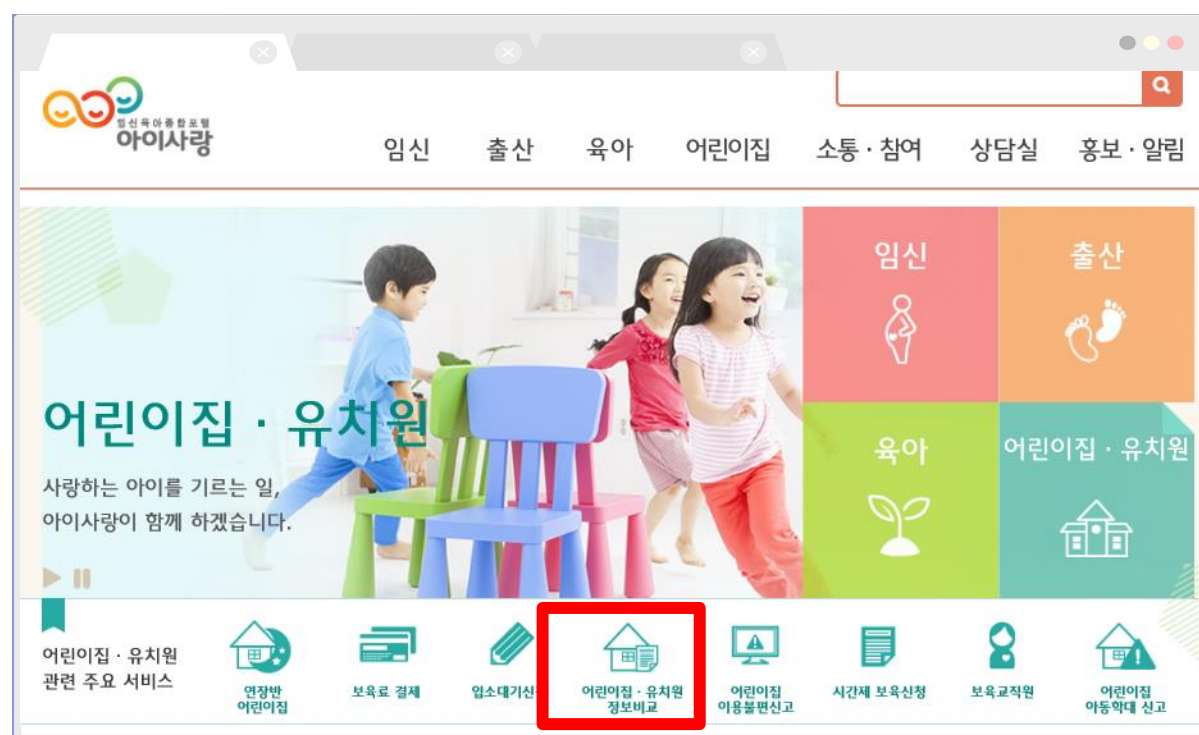 임신육아종합포털
아이사랑
임신 출산 육아 어린이집 소통 · 참여 상담실 홍보 · 알림
어린이집 · 유치원
사랑하는 아이를 기르는 일,
아이사랑이 함께 하겠습니다.
임신
출산
육아
어린이집 · 유치원
어린이집 · 유치원
관련 주요 서비스
연장반
어린이집
보육료 결제
입소대기신
어린이집 · 유치원
정보비교
어린이집
이용불편신고
시간제 보육신청
보육교직원
어린이집
아동학대 신고